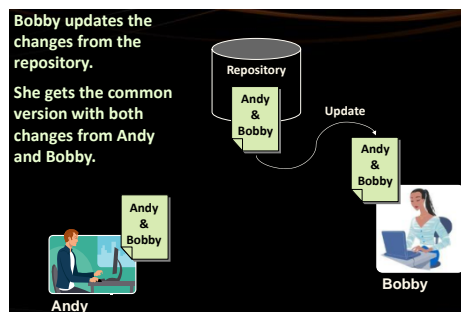 Bobby updates the
changes from the
repository.
She gets the common
version with both
changes from Andy
and Bobby.
Repository
Andy
&
Bobby
Update
Andy
&
Bobby
Andy
&
Bobby
Bobby
Andy